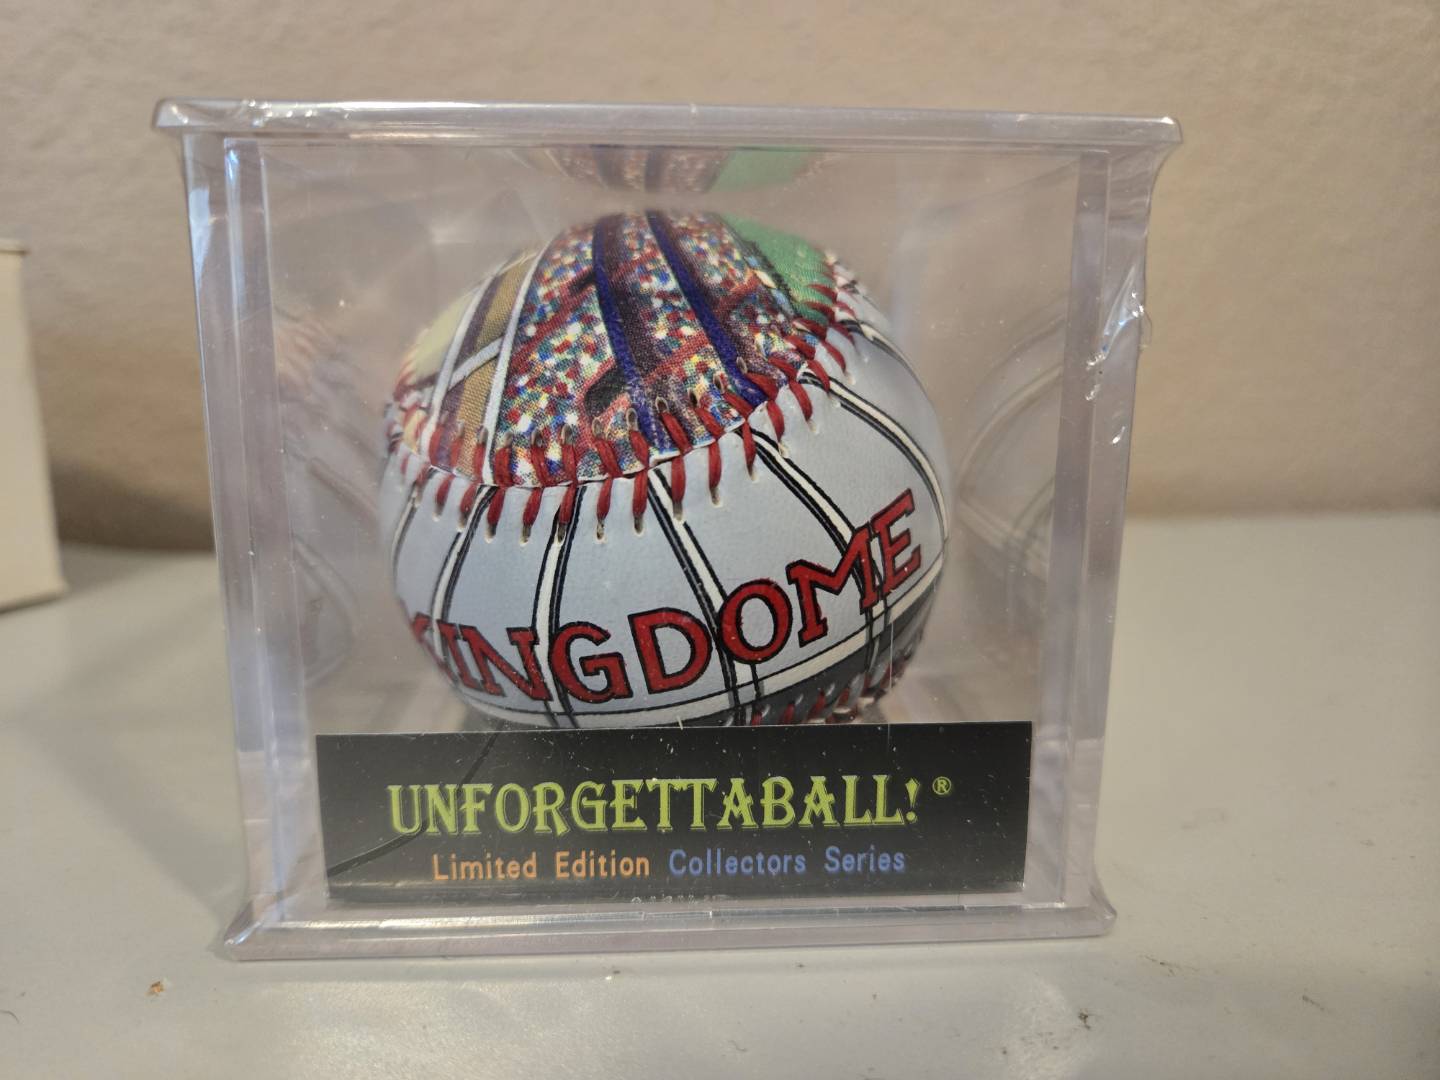 KINGDOME
UNFORGETTABALL!®
Limited Edition Collectors Series